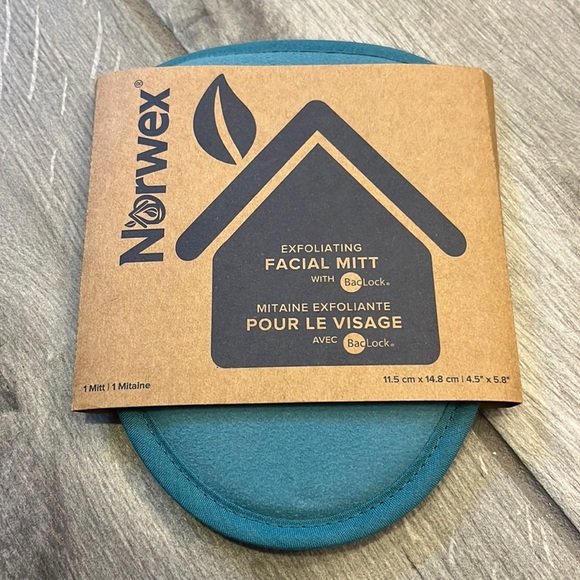 Norwex®
EXFOLIATING
FACIAL MITT
WITH BacLock®
MITAINE EXFOLIANTE
POUR LE VISAGE
AVEC BacLock®
1 Mitt | 1 Mitaine
11.5 cm x 14.8 cm | 4.5" x 5.8"